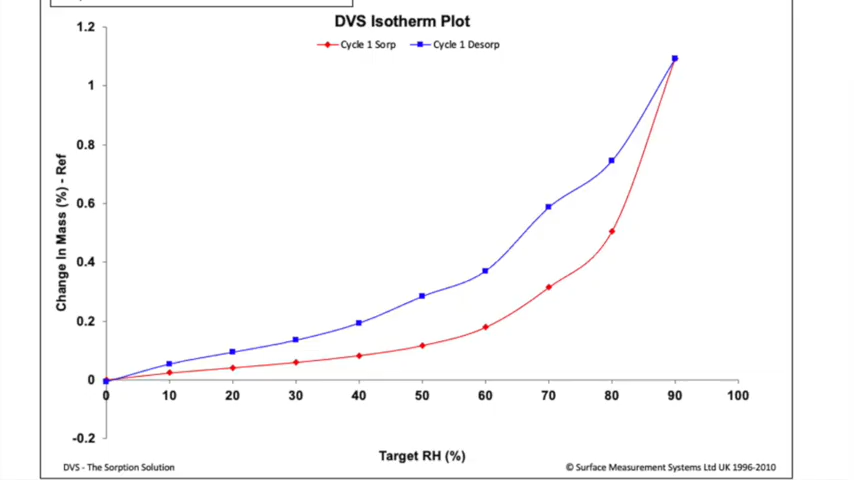 DVS Isotherm Plot
Cycle 1 Sorp Cycle 1 Desorp
1.2
1
0.8
0.6
0.4
0.2
0
-0.2
Change In Mass (%) - Ref
0 10 20 30 40 50 60 70 80 90 100
Target RH (%)
DVS - The Sorption Solution
© Surface Measurement Systems Ltd UK 1996-2010